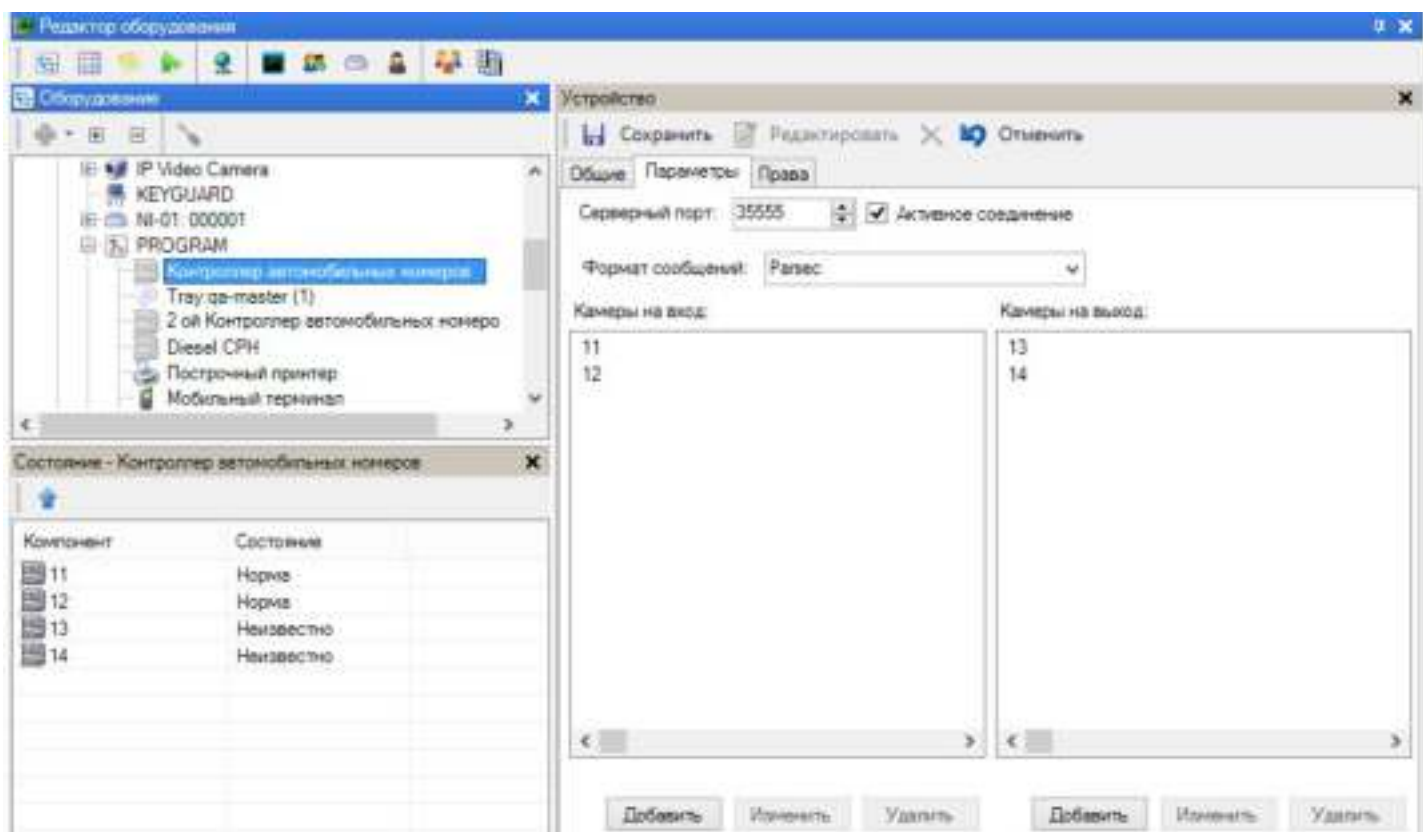 Редактор оборудования
Оборудование
IP Video Camera
KEYGUARD
NI-01: 000001
PROGRAM
Контроллер автомобильных номеров
Tray:qa-master (1)
2 ой Контроллер автомобильных номеро
Diesel CPH
Построчный принтер
Мобильный терминал
Состояние - Контроллер автомобильных номеров
Компонент Состояние
11 Норма
12 Норма
13 Неизвестно
14 Неизвестно
Устройство
Сохранить Редактировать Отменить
Общие Параметры Права
Серверный порт: 35555 Активное соединение
Формат сообщений: Parsec
Камеры на вход: Камеры на выход:
11 13
12 14
Добавить Изменить Удалить Добавить Изменить Удалить